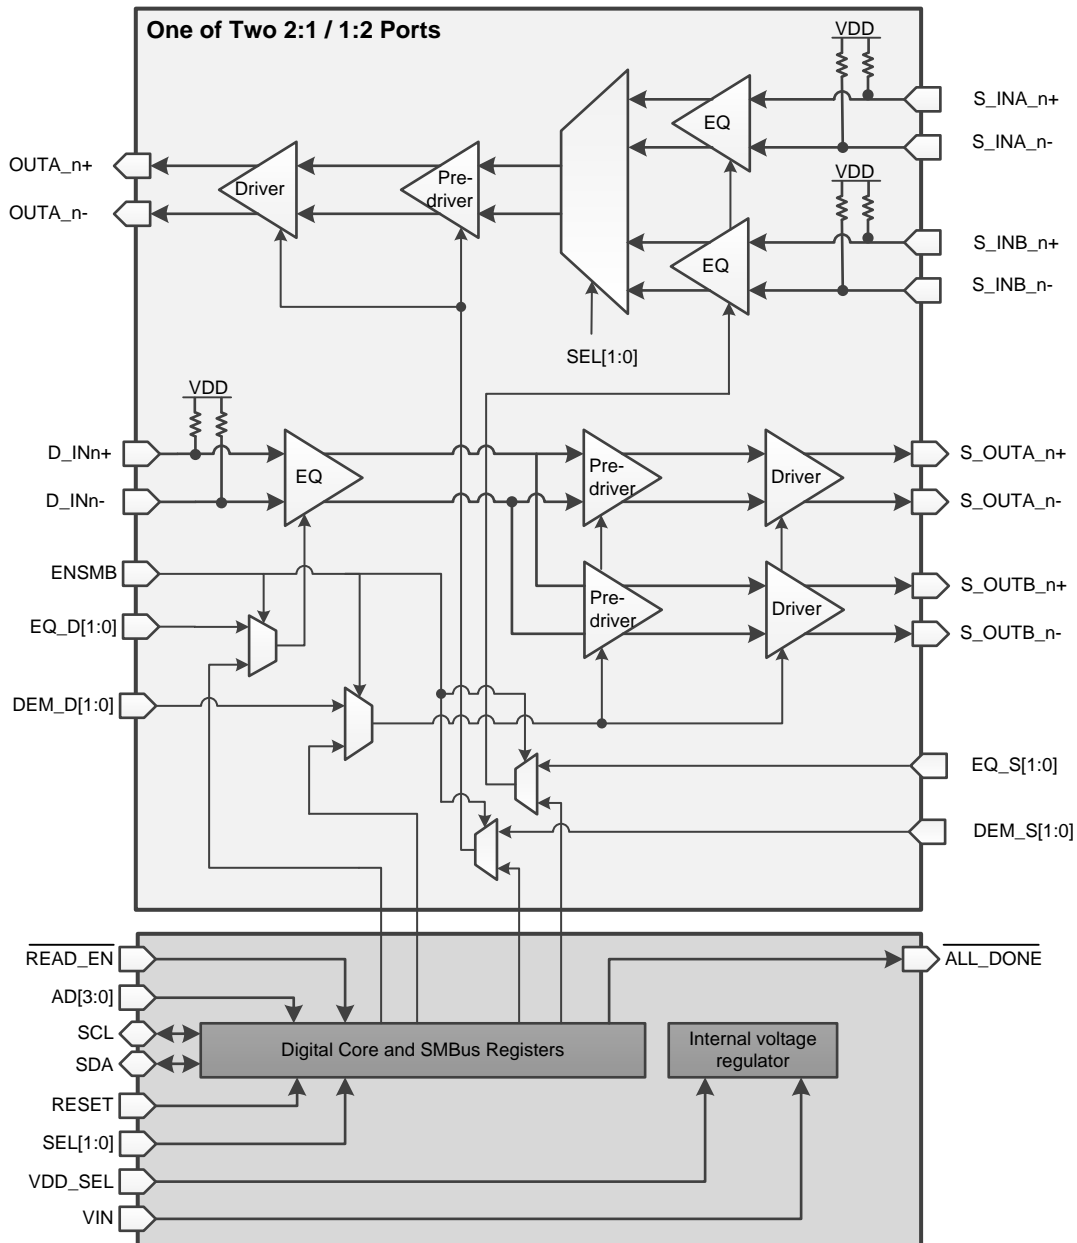 One of Two 2:1 / 1:2 Ports
VDD
S_INA_n+
EQ
S_INA_n-
OUTA_n+
Driver
Pre-
driver
OUTA_n-
VDD
S_INB_n+
EQ
S_INB_n-
SEL[1:0]
VDD
D_INn+
EQ
D_INn-
Pre-
driver
Driver
S_OUTA_n+
S_OUTA_n-
ENSMB
Pre-
driver
Driver
S_OUTB_n+
S_OUTB_n-
EQ_D[1:0]
DEM_D[1:0]
EQ_S[1:0]
DEM_S[1:0]
READ_EN
ALL_DONE
AD[3:0]
SCL
SDA
Digital Core and SMBus Registers
Internal voltage
regulator
RESET
SEL[1:0]
VDD_SEL
VIN